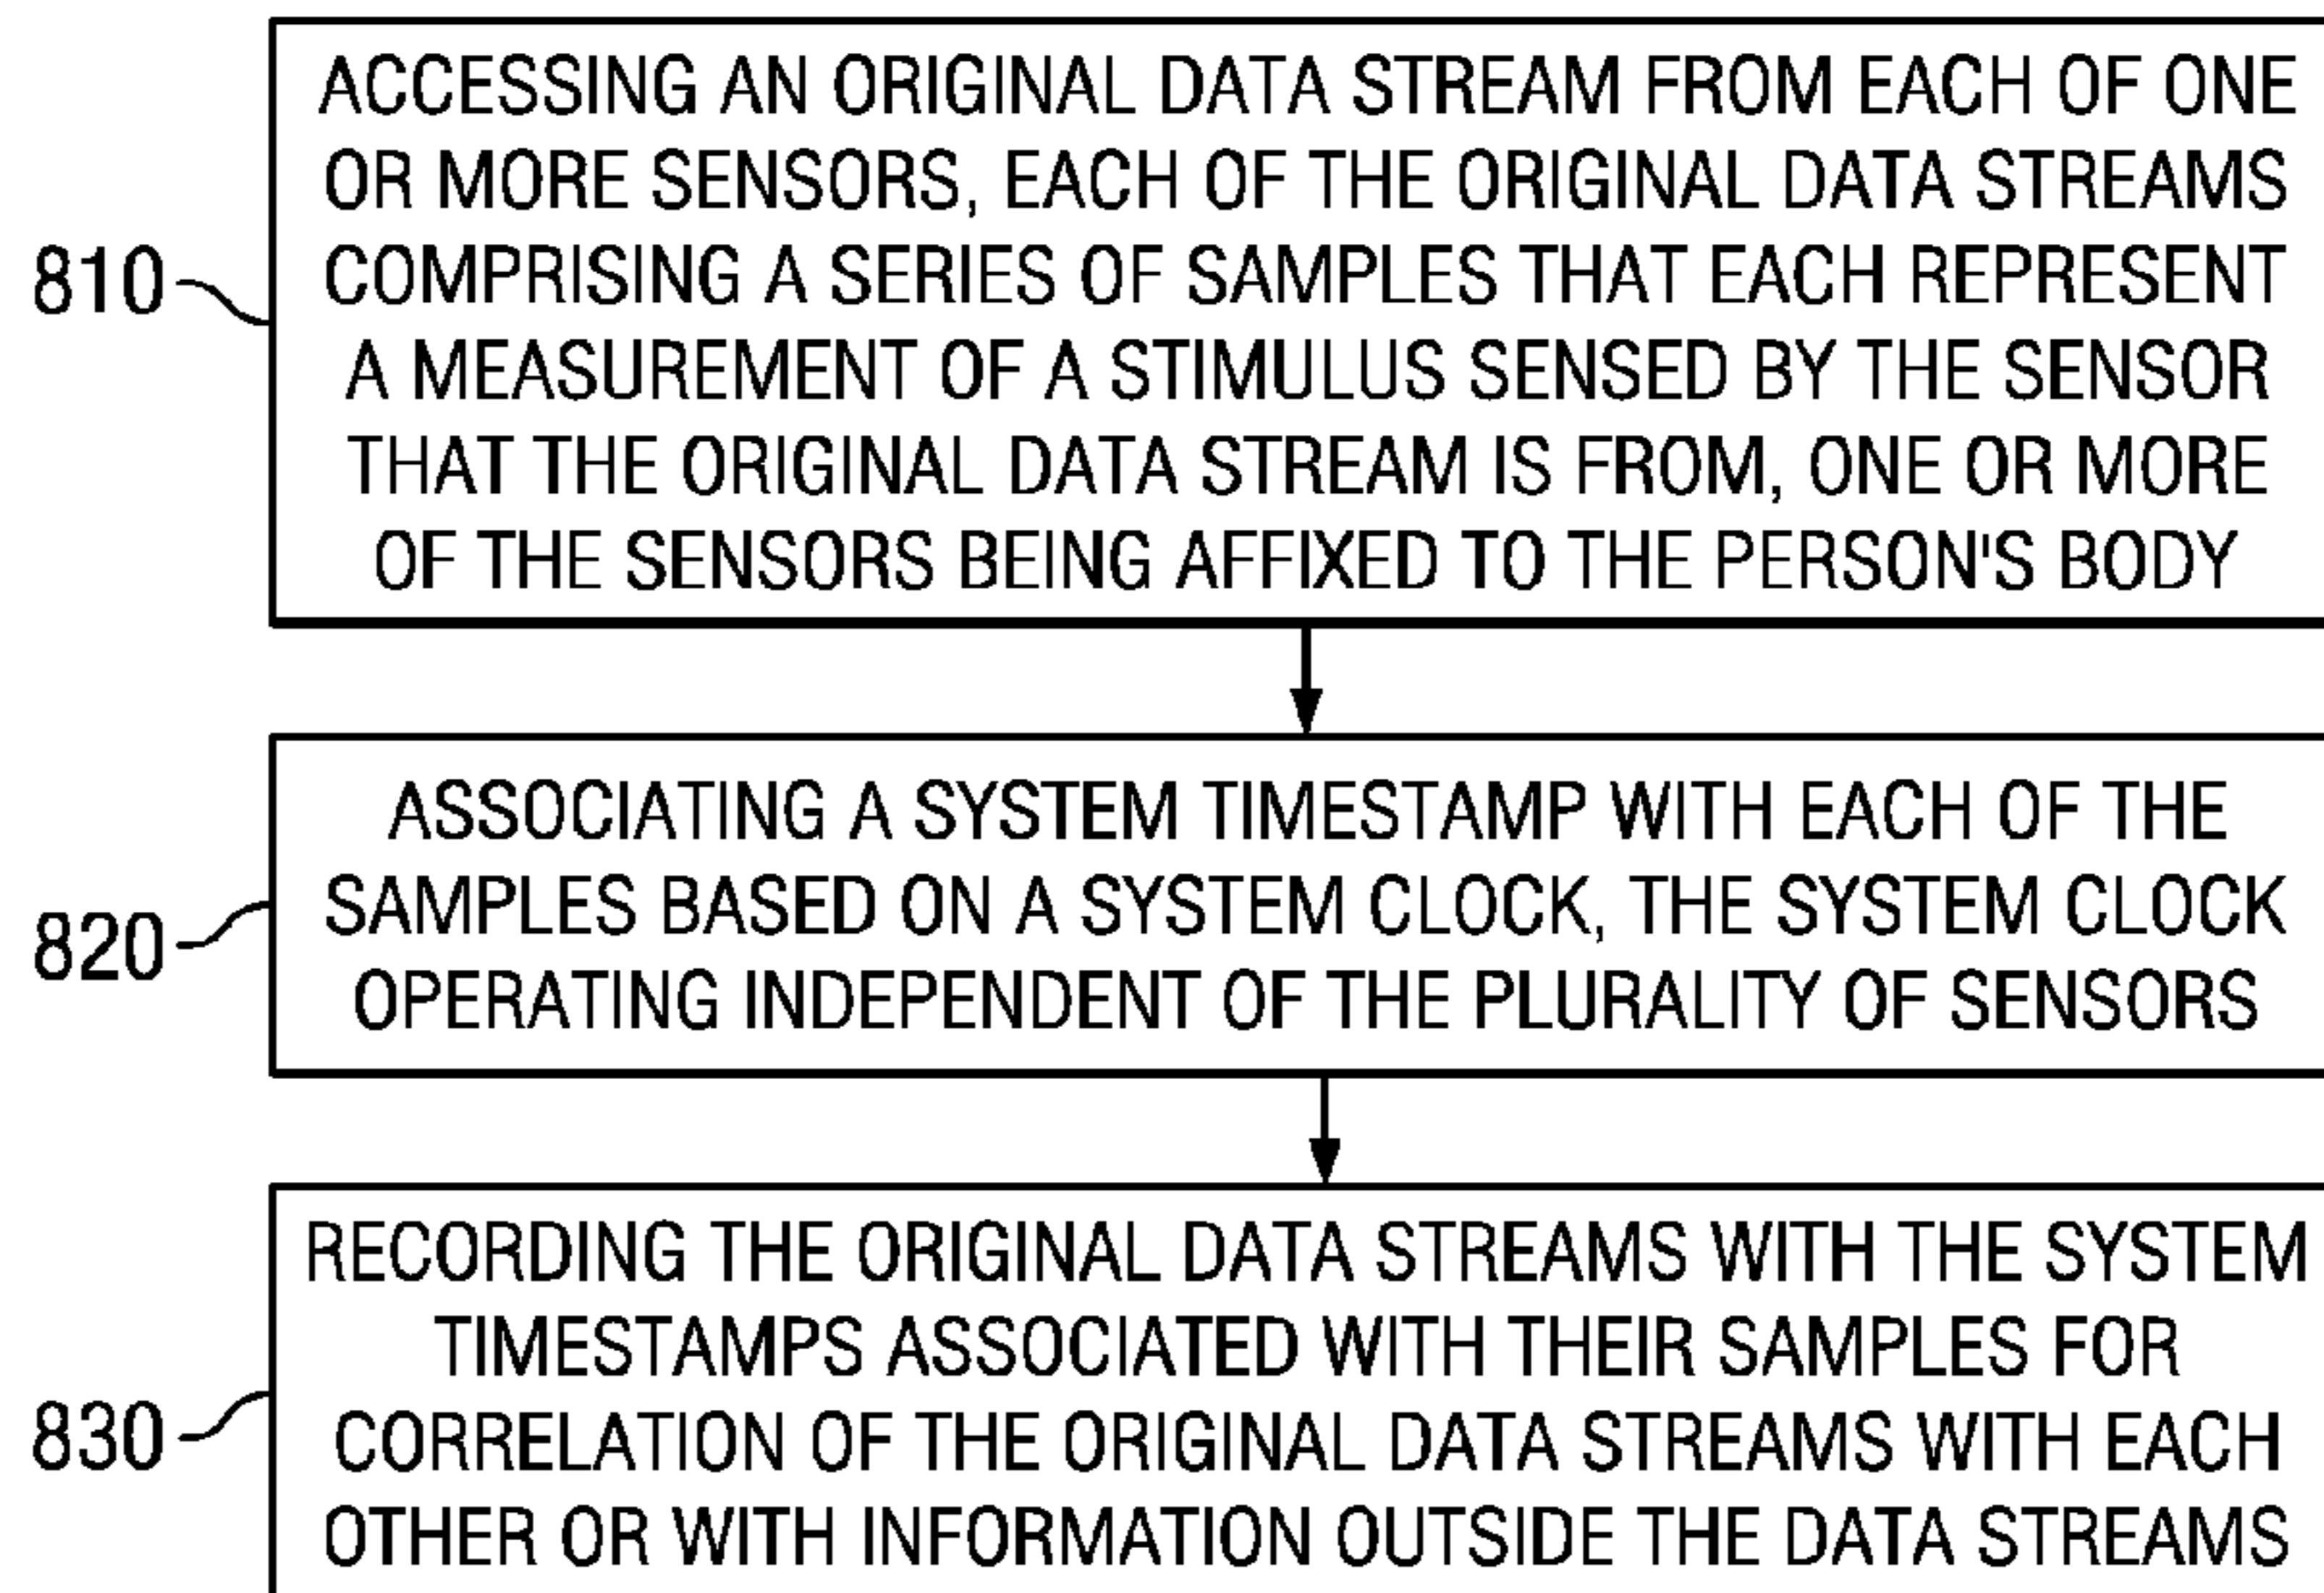 ACCESSING AN ORIGINAL DATA STREAM FROM EACH OF ONE
OR MORE SENSORS, EACH OF THE ORIGINAL DATA STREAMS
810 COMPRISING A SERIES OF SAMPLES THAT EACH REPRESENT
A MEASUREMENT OF A STIMULUS SENSED BY THE SENSOR
THAT THE ORIGINAL DATA STREAM IS FROM, ONE OR MORE
OF THE SENSORS BEING AFFIXED TO THE PERSON'S BODY
ASSOCIATING A SYSTEM TIMESTAMP WITH EACH OF THE
820 SAMPLES BASED ON A SYSTEM CLOCK, THE SYSTEM CLOCK
OPERATING INDEPENDENT OF THE PLURALITY OF SENSORS
RECORDING THE ORIGINAL DATA STREAMS WITH THE SYSTEM
TIMESTAMPS ASSOCIATED WITH THEIR SAMPLES FOR
830 CORRELATION OF THE ORIGINAL DATA STREAMS WITH EACH
OTHER OR WITH INFORMATION OUTSIDE THE DATA STREAMS